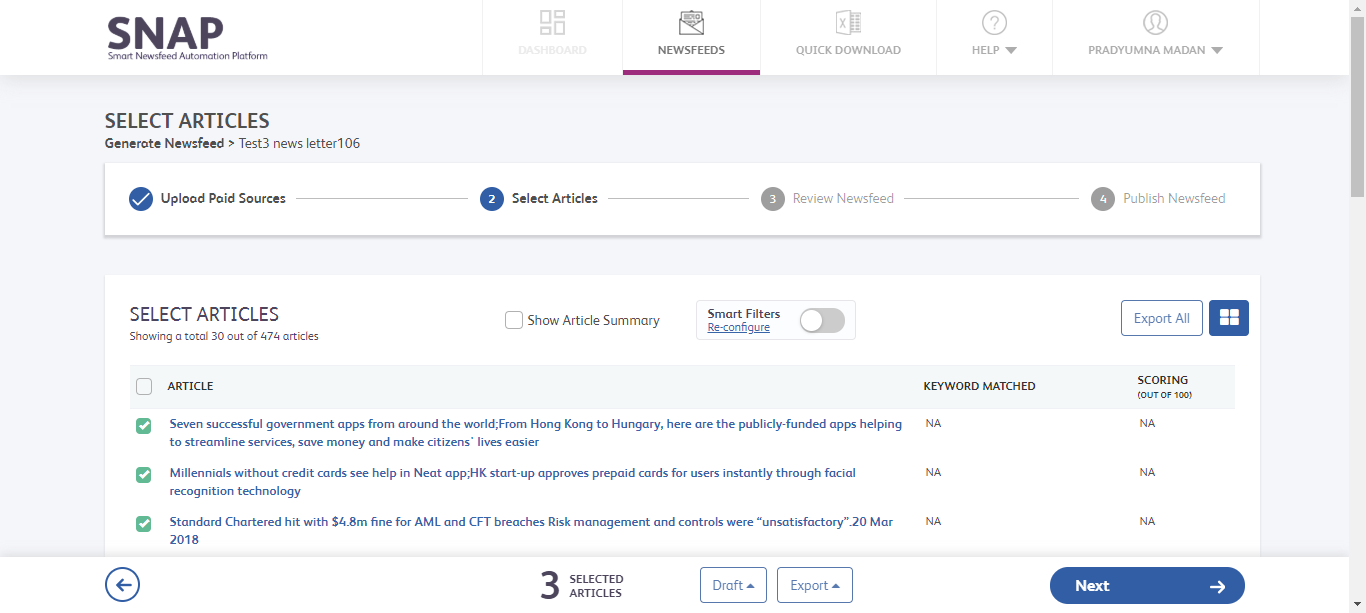 SNAP
Smart Newsfeed Automation Platform
DASHBOARD
NEWSFEEDS
QUICK DOWNLOAD
HELP
PRADYUMNA MADAN
SELECT ARTICLES
Generate Newsfeed > Test3 news letter106
Upload Paid Sources
2 Select Articles
3 Review Newsfeed
4 Publish Newsfeed
SELECT ARTICLES
Showing a total 30 out of 474 articles
Show Article Summary
Smart Filters
Re-configure
Export All
ARTICLE
KEYWORD MATCHED
SCORING
(OUT OF 100)
Seven successful government apps from around the world;From Hong Kong to Hungary, here are the publicly-funded apps helping
to streamline services, save money and make citizens' lives easier
NA
NA
Millennials without credit cards see help in Neat app;HK start-up approves prepaid cards for users instantly through facial
recognition technology
NA
NA
Standard Chartered hit with $4.8m fine for AML and CFT breaches Risk management and controls were “unsatisfactory”.20 Mar
2018
NA
NA
3 SELECTED
ARTICLES
Draft
Export
Next